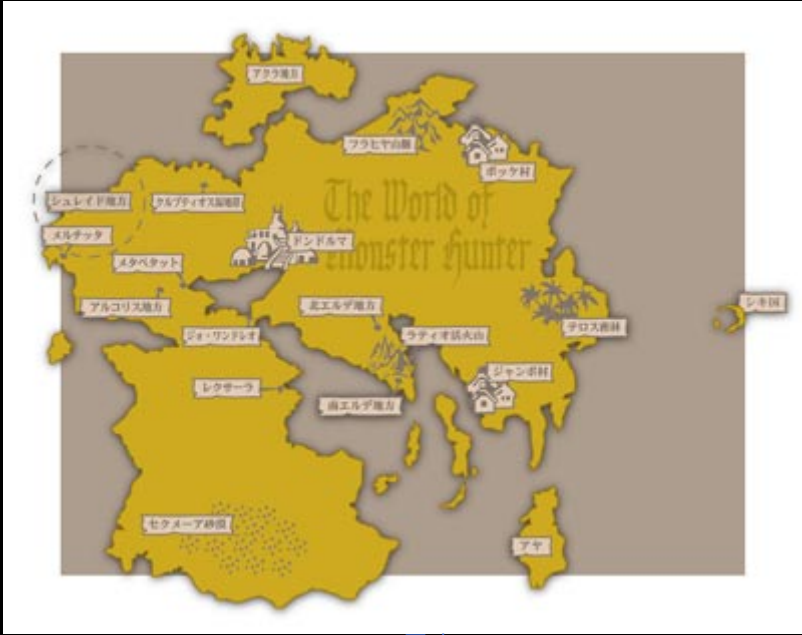 アクラ地方
フラヒヤ山脈
ポッケ村
シュレイド地方
クルプティオス湿地帯
The World of
Monster Hunter
メルチッタ
ドンドルマ
メタペタット
アルコリス地方
北エルデ地方
シキ国
ジォ・ワンドレオ
ラティオ活火山
テロス密林
ジャンボ村
レクサーラ
南エルデ地方
セクメーア砂漠
アヤ